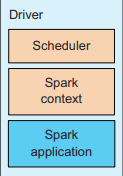 Driver
Scheduler
Spark
context
Spark
application